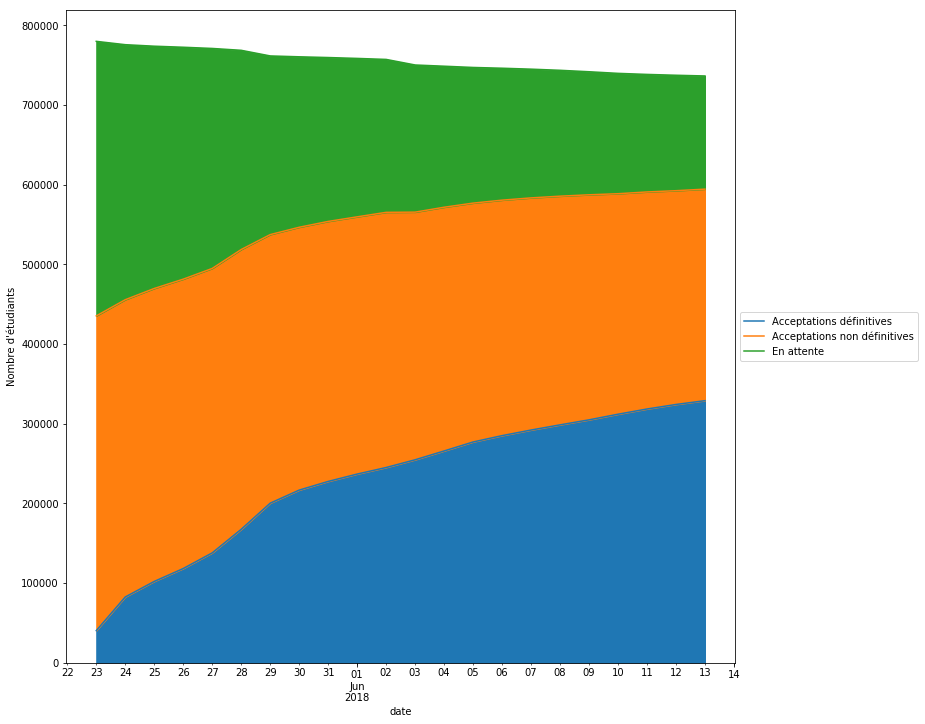 800000
700000
600000
500000
400000
300000
200000
100000
0
Nombre d'étudiants
22 23 24 25 26 27 28 29 30 31 01 02 03 04 05 06 07 08 09 10 11 12 13 14
Jun
2018
date
Acceptations définitives
Acceptations non définitives
En attente